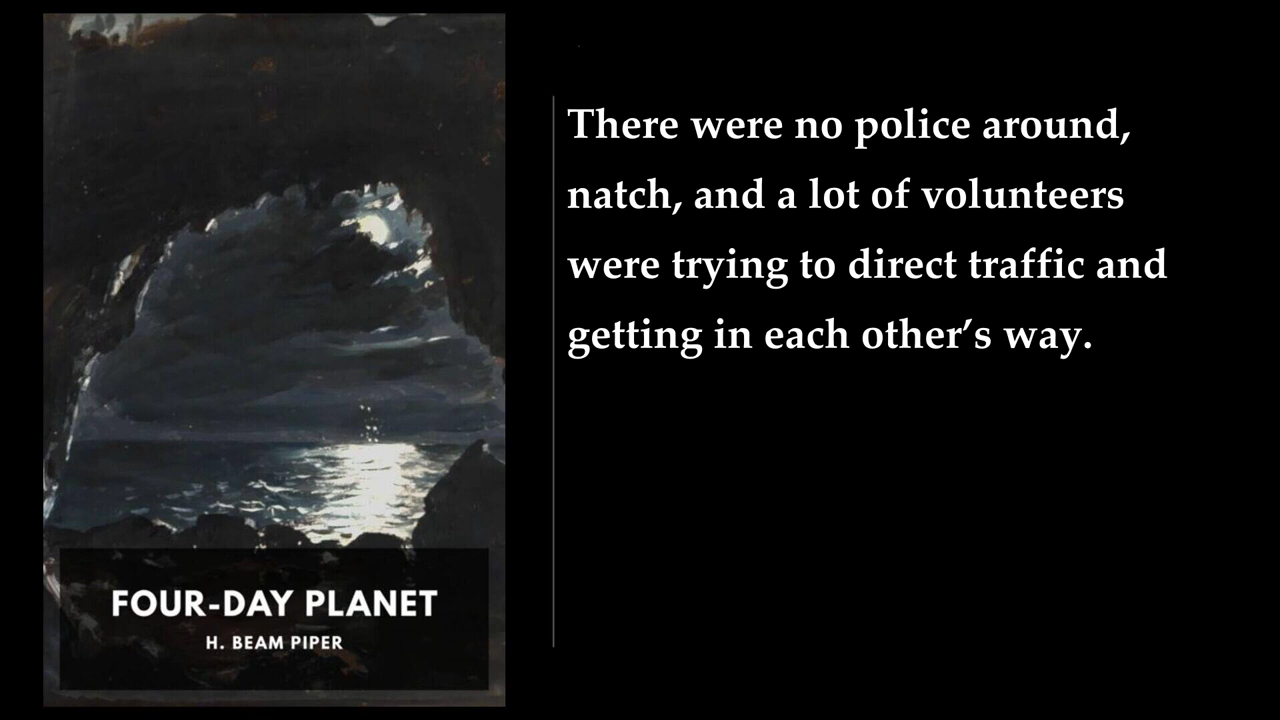 FOUR-DAY PLANET
H. BEAM PIPER
There were no police around,
natch, and a lot of volunteers
were trying to direct traffic and
getting in each other’s way.